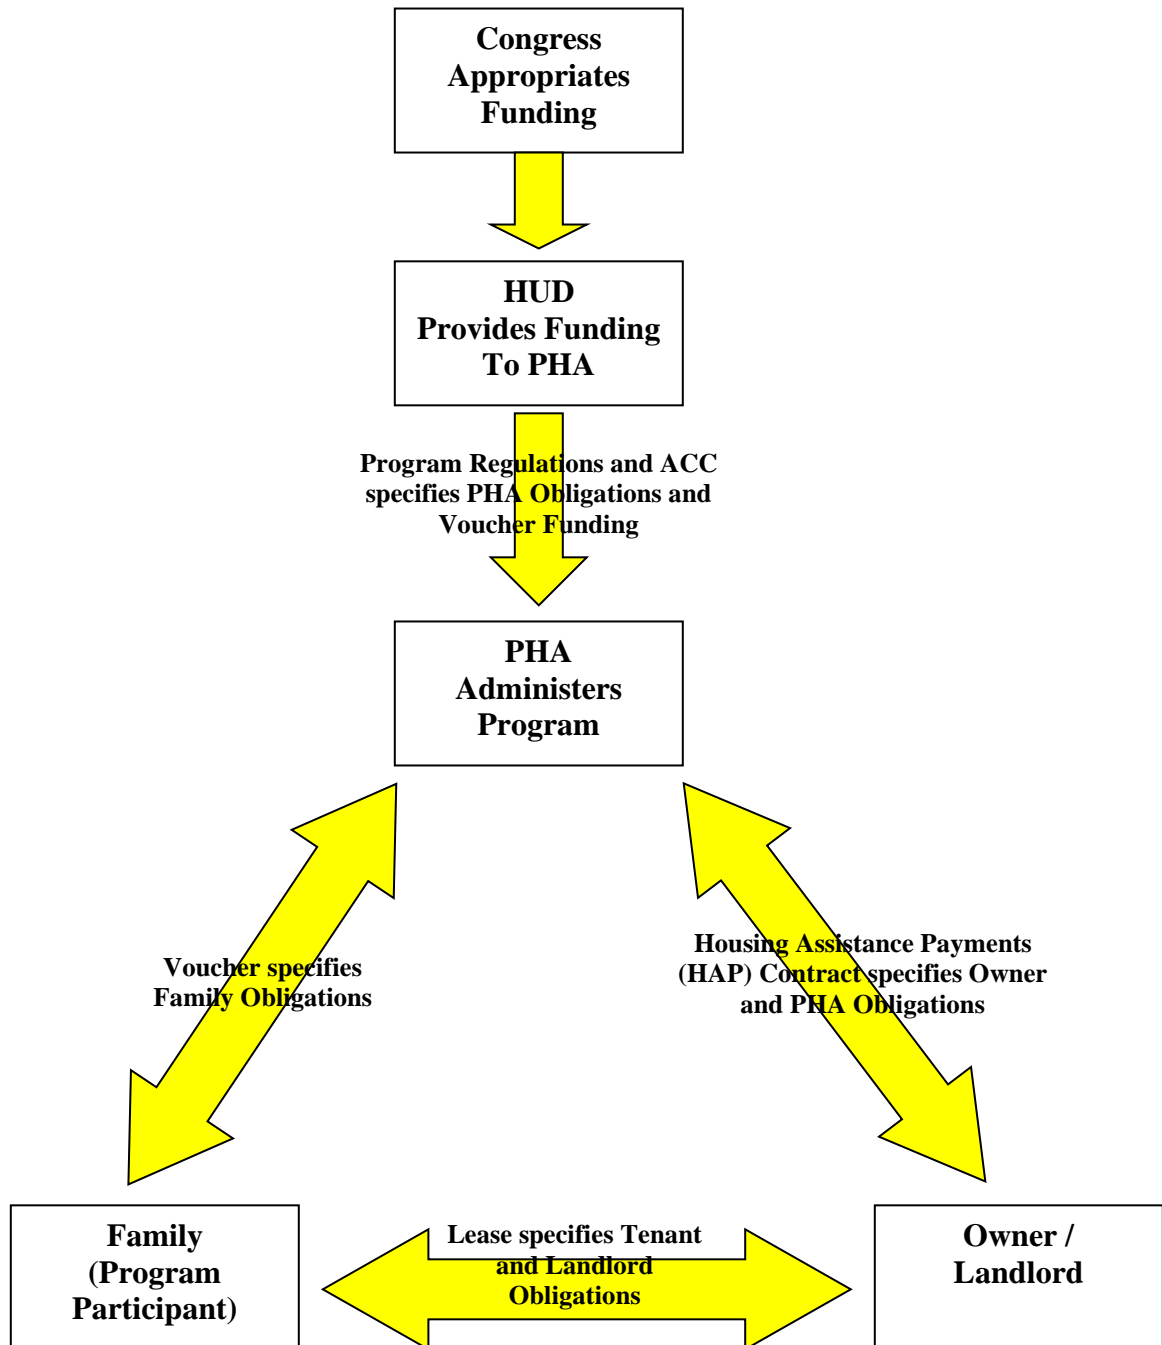 Congress
Appropriates
Funding
HUD
Provides Funding
To PHA
Program Regulations and ACC
specifies PHA Obligations and
Voucher Funding
PHA
Administers
Program
Voucher specifies
Family Obligations
Housing Assistance Payments
(HAP) Contract specifies Owner
and PHA Obligations
Family
(Program
Participant)
Lease specifies Tenant
and Landlord
Obligations
Owner /
Landlord